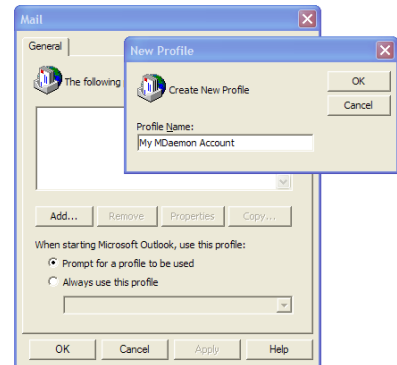 Mail
General
The following
New Profile
Create New Profile
OK
Cancel
Profile Name:
My MDaemon Account
Add...
Remove
Properties
Copy...
When starting Microsoft Outlook, use this profile:
Prompt for a profile to be used
Always use this profile
OK
Cancel
Apply
Help